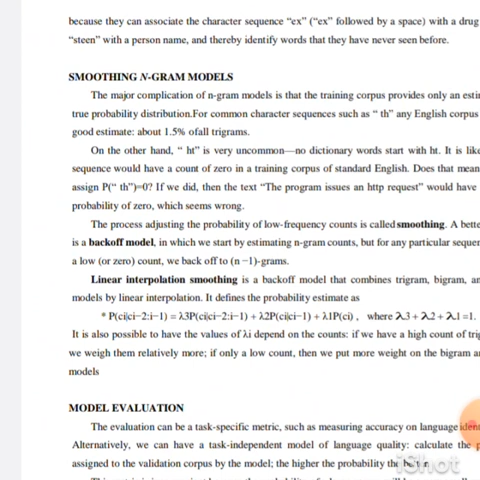 because they can associate the character sequence “ex” (“ex” followed by a space) with a drug
“steen” with a person name, and thereby identify words that they have never seen before.
SMOOTHING N-GRAM MODELS
The major complication of n-gram models is that the training corpus provides only an esti
true probability distribution.For common character sequences such as “ th” any English corpus
good estimate: about 1.5% ofall trigrams.
On the other hand, “ ht” is very uncommon—no dictionary words start with ht. It is like
sequence would have a count of zero in a training corpus of standard English. Does that mean
assign P(“ th”)=0? If we did, then the text “The program issues an http request” would have
probability of zero, which seems wrong.
The process adjusting the probability of low-frequency counts is called smoothing. A bette
is a backoff model, in which we start by estimating n-gram counts, but for any particular sequen
a low (or zero) count, we back off to (n −1)-grams.
Linear interpolation smoothing is a backoff model that combines trigram, bigram, an
models by linear interpolation. It defines the probability estimate as
* P(ci|ci−2:i−1) = λ3P(ci|ci−2:i−1) + λ2P(ci|ci−1) + λ1P(ci) , where λ3 + λ2 + λ1 =1.
It is also possible to have the values of λi depend on the counts: if we have a high count of trig
we weigh them relatively more; if only a low count, then we put more weight on the bigram an
models
MODEL EVALUATION
The evaluation can be a task-specific metric, such as measuring accuracy on language iden
Alternatively, we can have a task-independent model of language quality: calculate the p
assigned to the validation corpus by the model; the higher the probability the
iShot